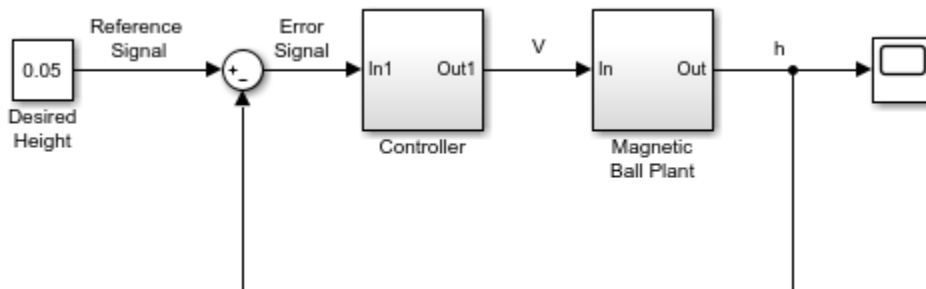 Reference
Signal
Error
Signal
0.05
+
-
In1
Out1
V
In
Out
h
Desired
Height
Controller
Magnetic
Ball Plant